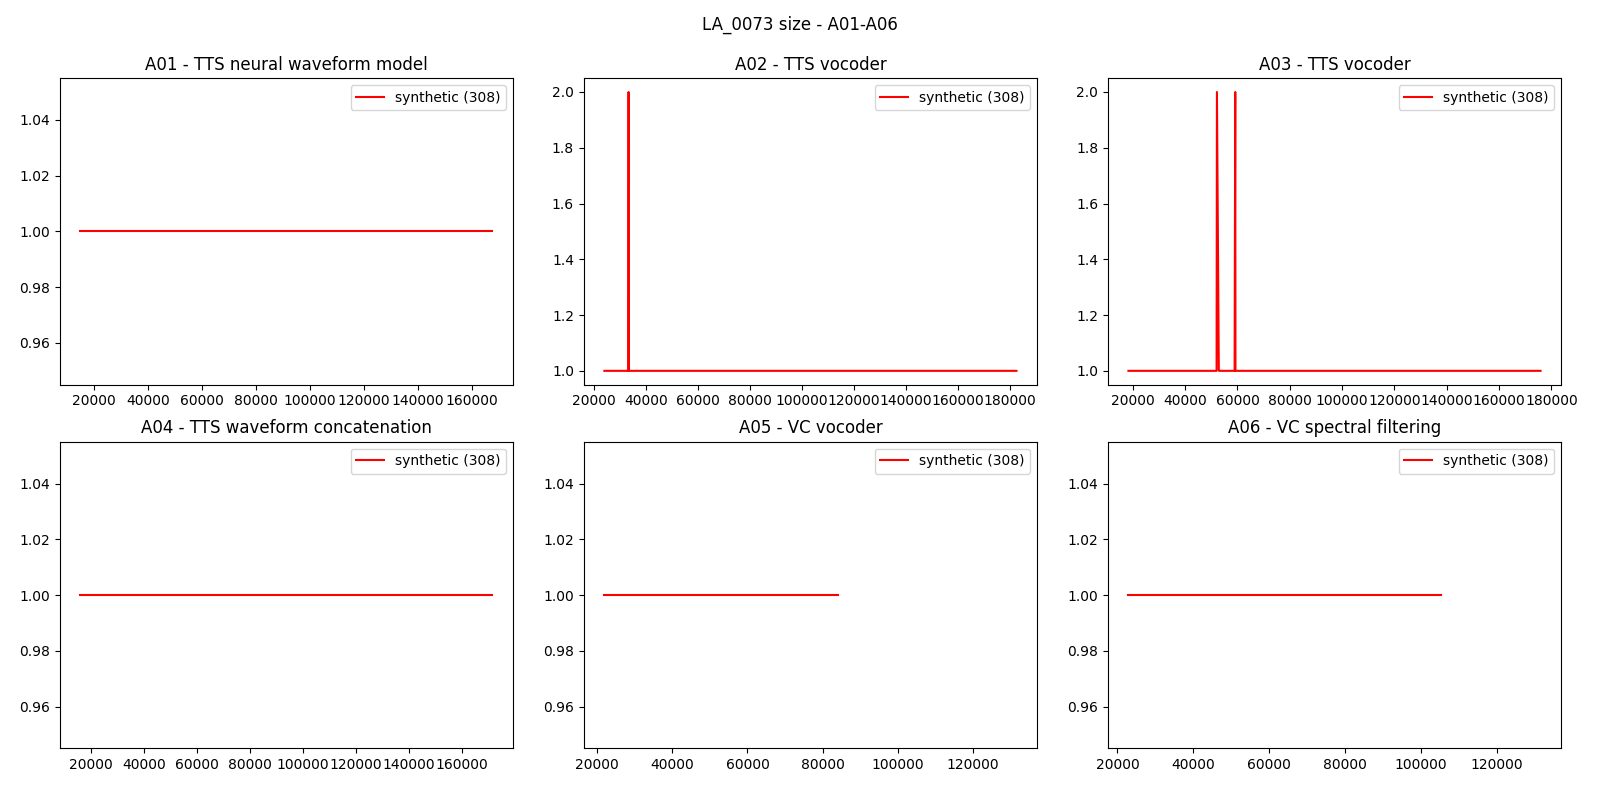 LA_0073 size - A01-A06
A01 - TTS neural waveform model
synthetic (308)
1.04
1.02
1.00
0.98
0.96
20000 40000 60000 80000 100000 120000 140000 160000
A02 - TTS vocoder
synthetic (308)
2.0
1.8
1.6
1.4
1.2
1.0
20000 40000 60000 80000 100000 120000 140000 160000 180000
A03 - TTS vocoder
synthetic (308)
2.0
1.8
1.6
1.4
1.2
1.0
20000 40000 60000 80000 100000 120000 140000 160000 180000
A04 - TTS waveform concatenation
synthetic (308)
1.04
1.02
1.00
0.98
0.96
20000 40000 60000 80000 100000 120000 140000 160000
A05 - VC vocoder
synthetic (308)
1.04
1.02
1.00
0.98
0.96
20000 40000 60000 80000 100000 120000
A06 - VC spectral filtering
synthetic (308)
1.04
1.02
1.00
0.98
0.96
20000 40000 60000 80000 100000 120000